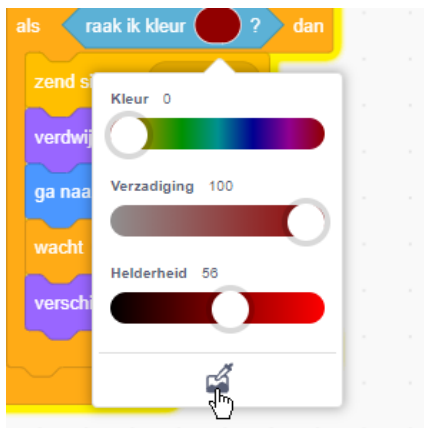 als raak ik kleur ? dan
zend
verdwij
Kleur 0
ga naa
Verzadiging 100
wacht
Helderheid 56
verschi